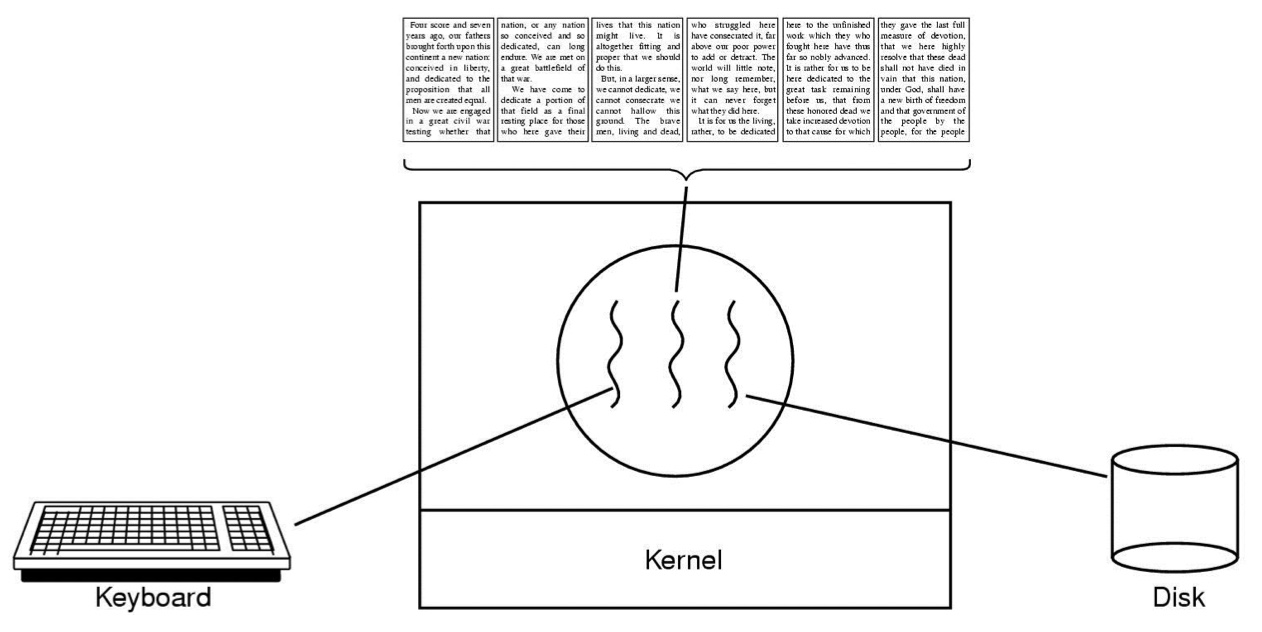 Four score and seven
years ago, our fathers
brought forth upon this
continent a new nation:
conceived in liberty,
and dedicated to the
proposition that all
men are created equal.
Now we are engaged
in a great civil war
testing whether that
nation, or any nation
so conceived and so
dedicated, can long
endure. We are met on
a great battlefield of
that war.
We have come to
dedicate a portion of
that field as a final
resting place for those
who here gave their
lives that this nation
might live. It is
altogether fitting and
proper that we should
do this.
But, in a larger sense,
we cannot dedicate, we
cannot consecrate we
cannot hallow this
ground. The brave
men, living and dead,
who struggled here
have consecrated it, far
above our poor power
to add or detract. The
world will little note,
nor long remember,
what we say here, but
it can never forget
what they did here.
It is for us the living,
rather, to be dedicated
here to the unfinished
work which they who
fought here have thus
far so nobly advanced.
It is rather for us to be
here dedicated to the
great task remaining
before us, that from
these honored dead we
take increased devotion
to that cause for which
they gave the last full
measure of devotion,
that we here highly
resolve that these dead
shall not have died in
vain that this nation,
under God, shall have
a new birth of freedom
and that government of
the people by the
people, for the people
Kernel
Keyboard
Disk